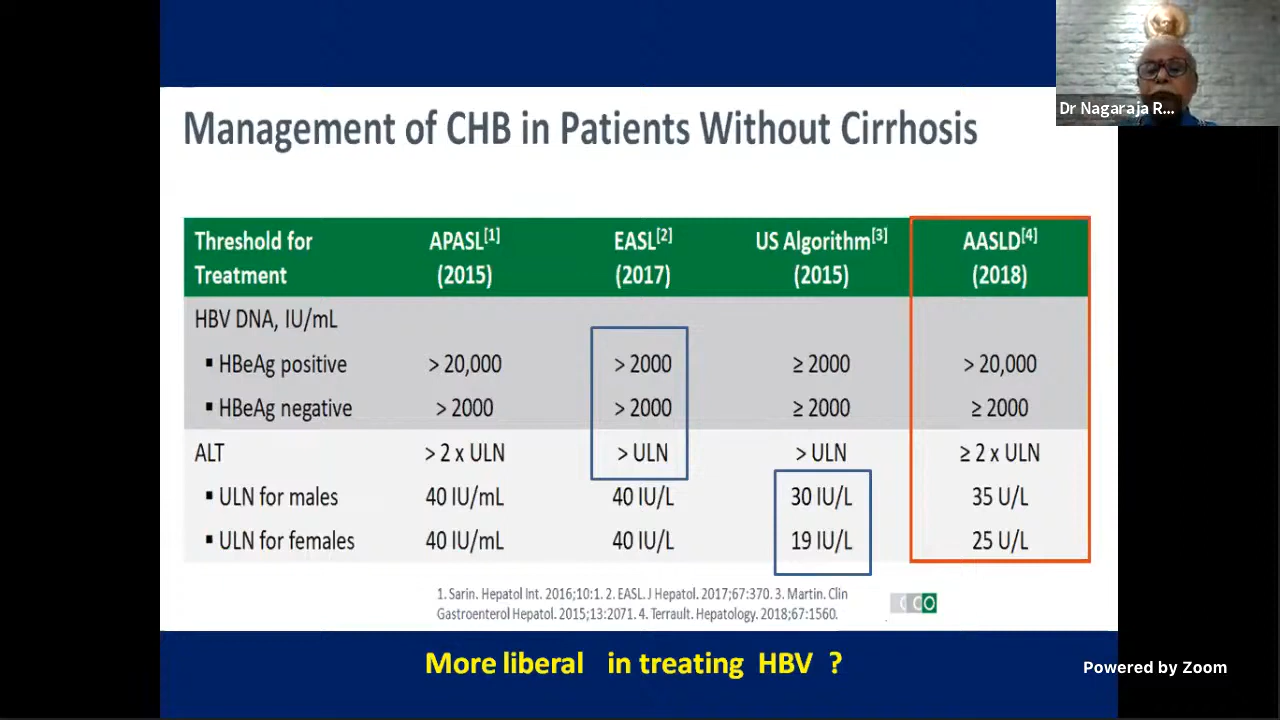 Dr Nagaraja R...
Management of CHB in Patients Without Cirrhosis
Threshold for Treatment APASL[1] (2015) EASL[2] (2017) US Algorithm[3] (2015) AASLD[4] (2018)
HBV DNA, IU/mL
▪ HBeAg positive > 20,000 > 2000 ≥ 2000 > 20,000
▪ HBeAg negative > 2000 > 2000 ≥ 2000 ≥ 2000
ALT > 2 x ULN > ULN > ULN ≥ 2 x ULN
▪ ULN for males 40 IU/mL 40 IU/L 30 IU/L 35 U/L
▪ ULN for females 40 IU/mL 40 IU/L 19 IU/L 25 U/L
1. Sarin. Hepatol Int. 2016;10:1. 2. EASL. J Hepatol. 2017;67:370. 3. Martin. Clin
Gastroenterol Hepatol. 2015;13:2071. 4. Terrault. Hepatology. 2018;67:1560.
CCO
More liberal in treating HBV ?
Powered by Zoom